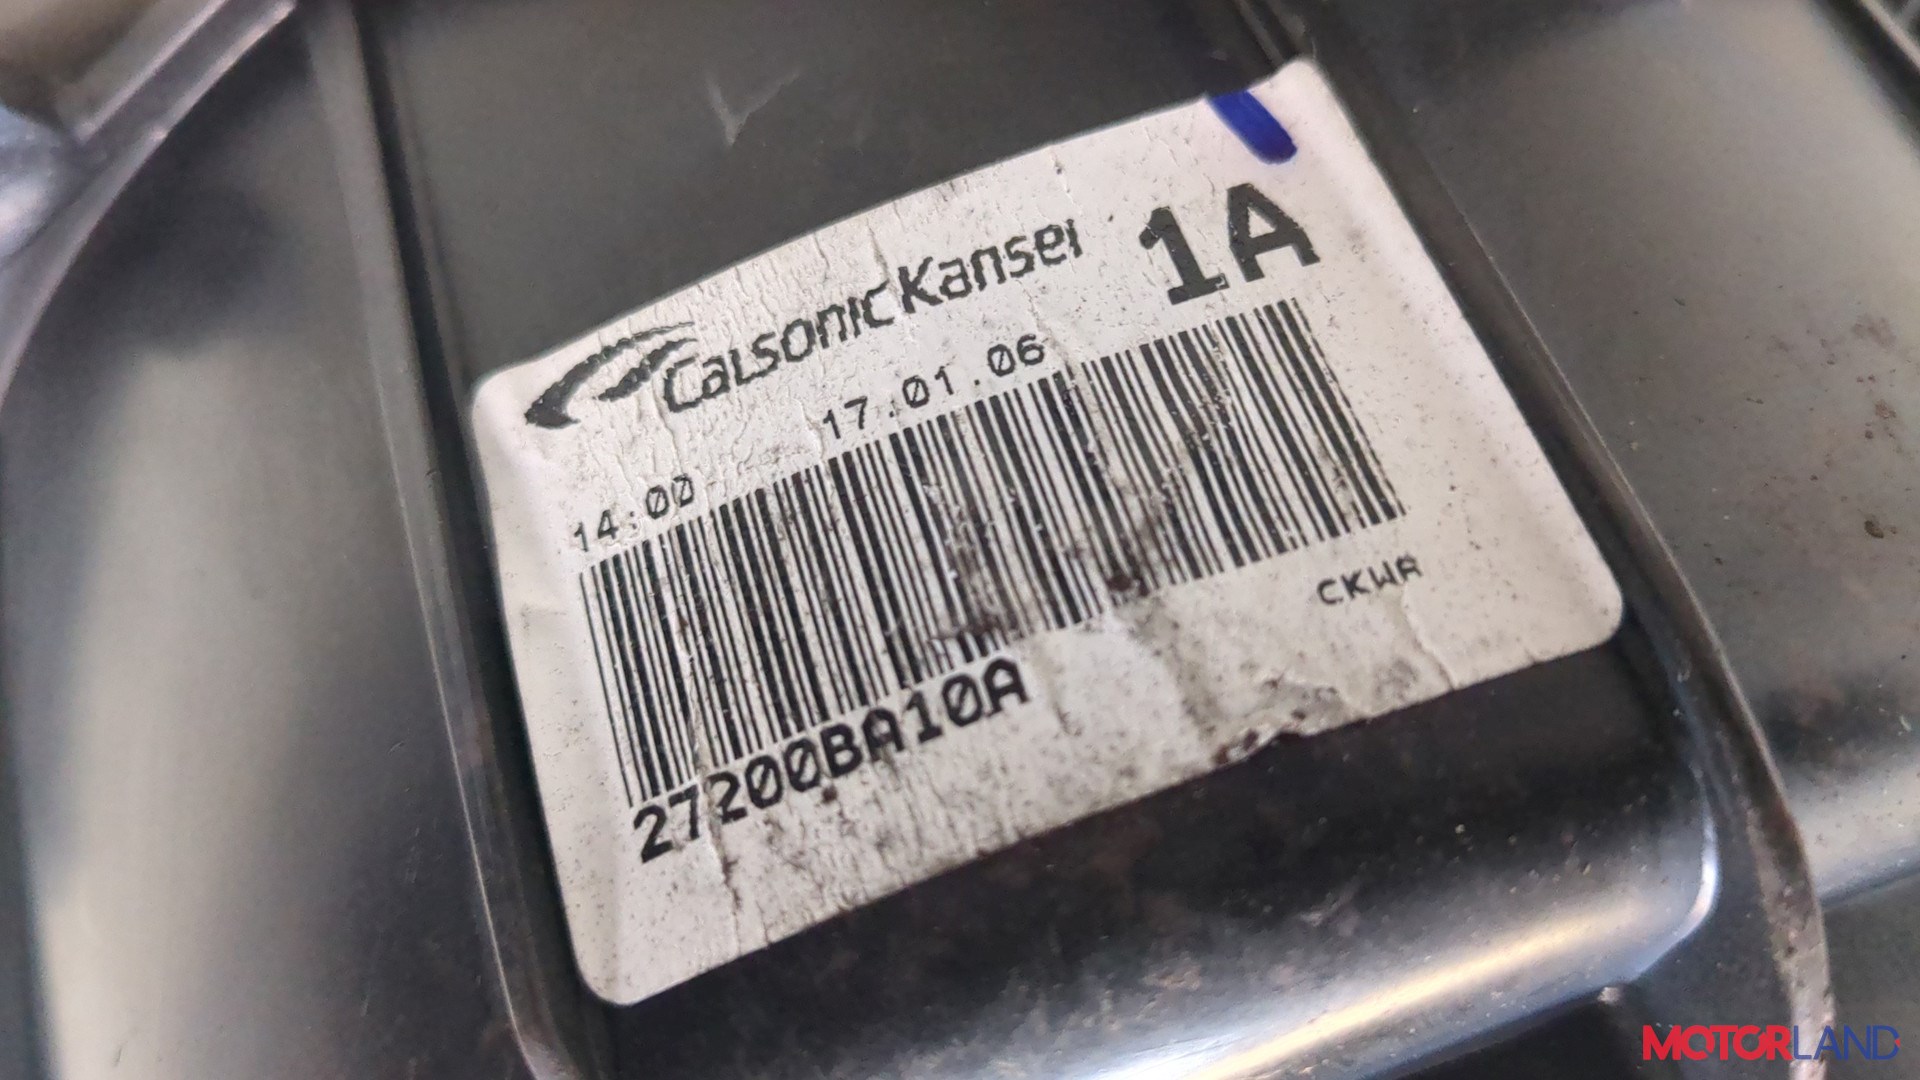 CalsonicKansei 1A
14:00 17.01.06
CKWA
27200BA10A
MOTORLAND